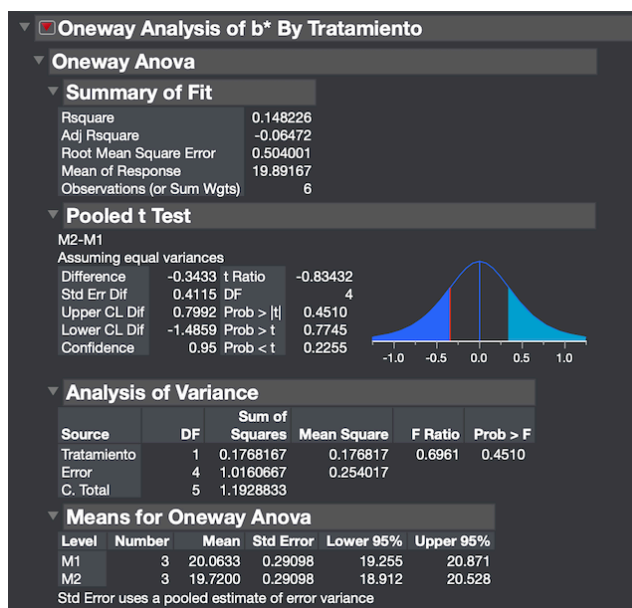 Oneway Analysis of b* By Tratamiento
Oneway Anova
Summary of Fit
Rsquare 0.148226
Adj Rsquare -0.06472
Root Mean Square Error 0.504001
Mean of Response 19.89167
Observations (or Sum Wgts) 6
Pooled t Test
M2-M1
Assuming equal variances
Difference -0.3433 t Ratio -0.83432
Std Err Dif 0.4115 DF 4
Upper CL Dif 0.7992 Prob > |t| 0.4510
Lower CL Dif -1.4859 Prob > t 0.7745
Confidence 0.95 Prob < t 0.2255
-1.0 -0.5 0.0 0.5 1.0
Analysis of Variance
Sum of
Source DF Squares Mean Square F Ratio Prob > F
Tratamiento 1 0.1768167 0.176817 0.6961 0.4510
Error 4 1.0160667 0.254017
C. Total 5 1.1928833
Means for Oneway Anova
Level Number Mean Std Error Lower 95% Upper 95%
M1 3 20.0633 0.29098 19.255 20.871
M2 3 19.7200 0.29098 18.912 20.528
Std Error uses a pooled estimate of error variance